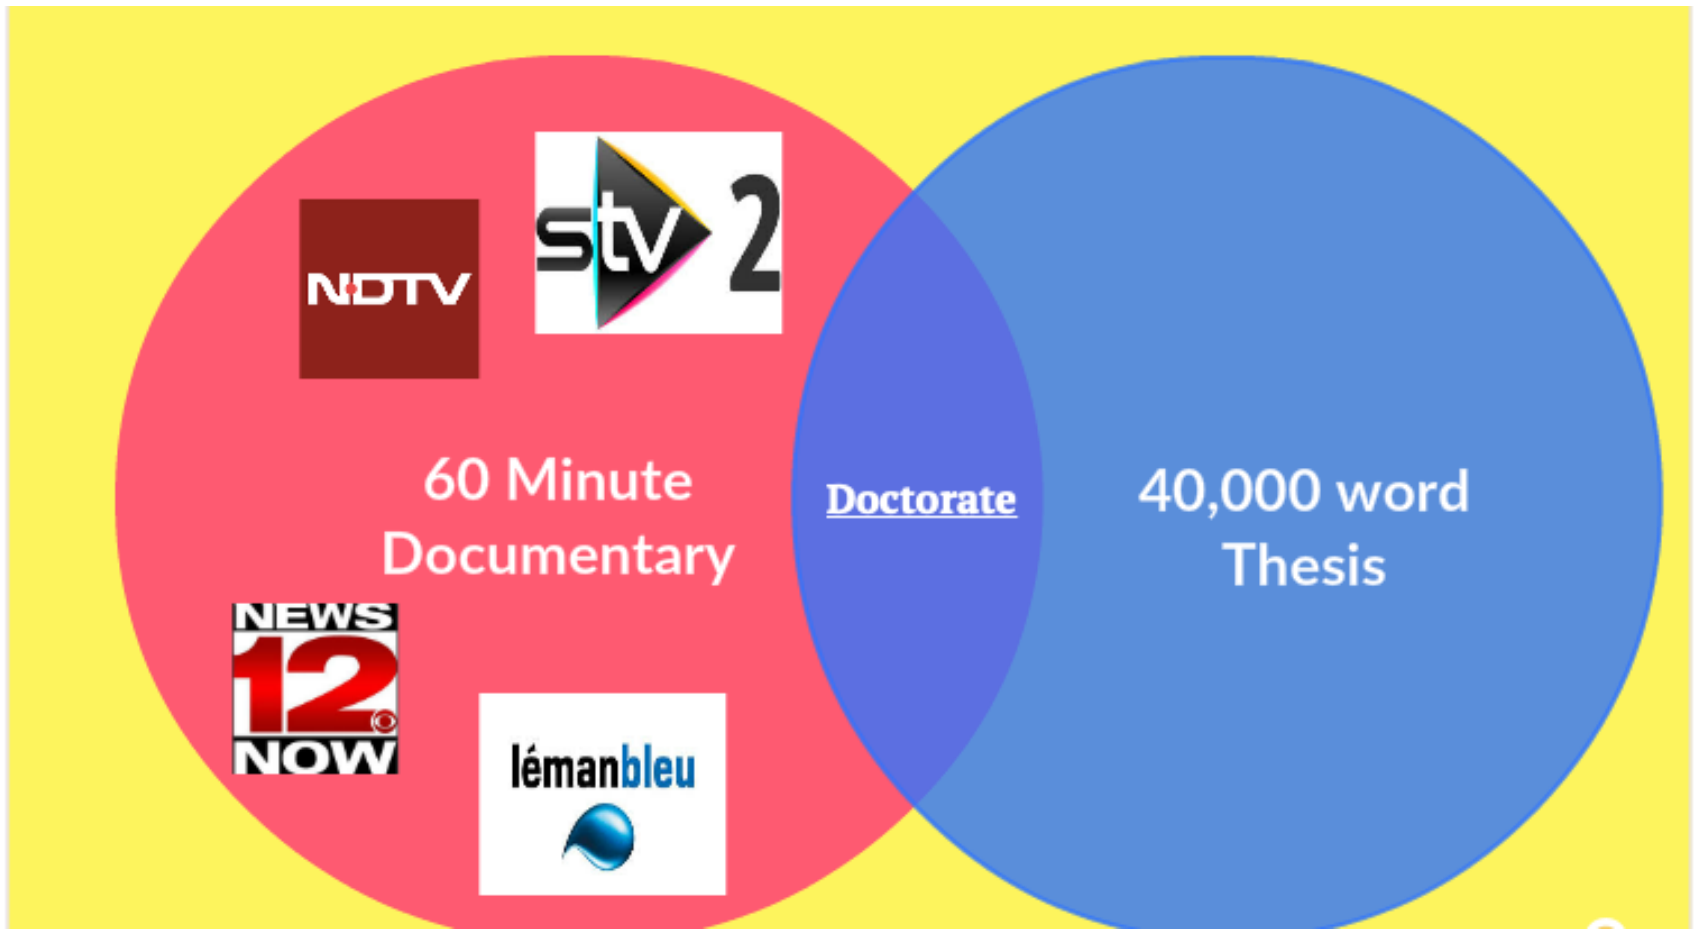 NDTV
stv 2
60 Minute
Documentary
Doctorate
40,000 word
Thesis
NEWS
12
NOW
lémanbleu